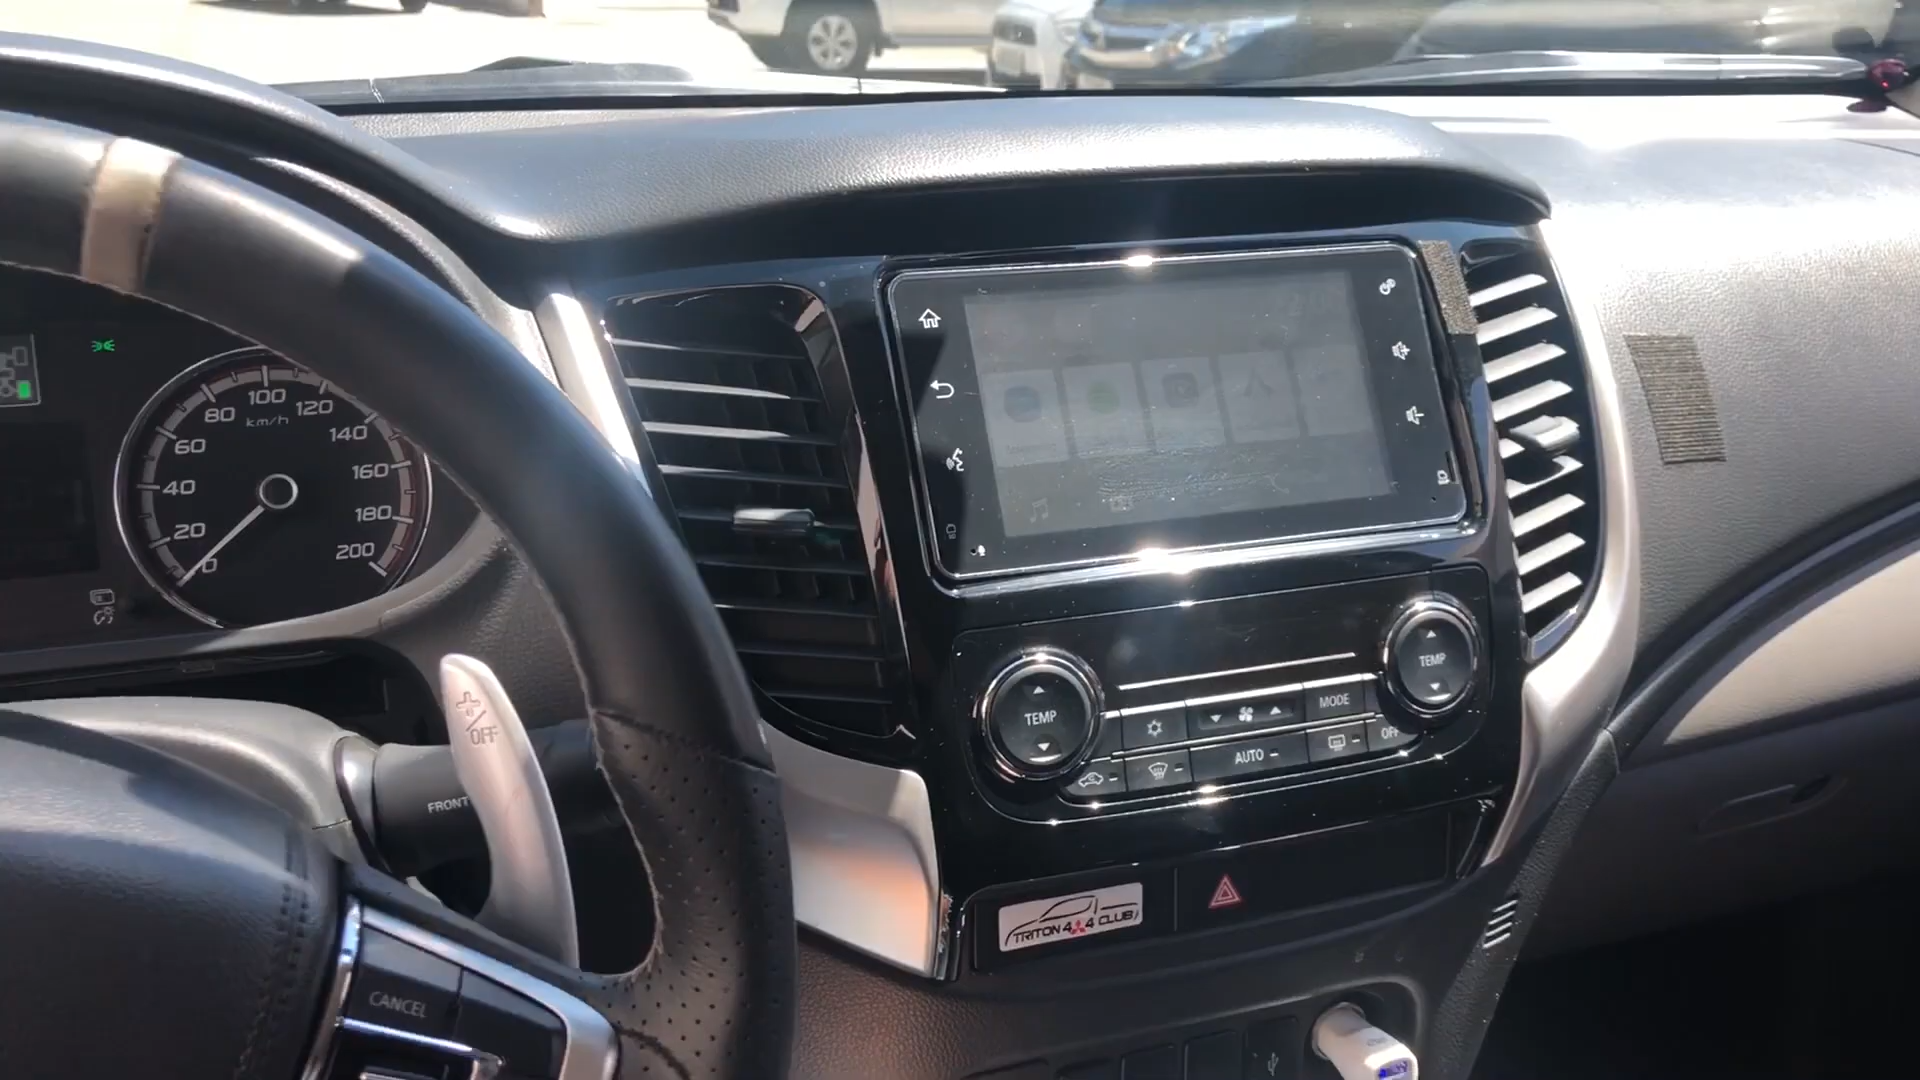 0
20
40
60
80
100
120
140
160
180
200
km/h
+/OFF
FRONT
CANCEL
TEMP
TEMP
MODE
AUTO
OFF
TRITON 4X4 CLUB